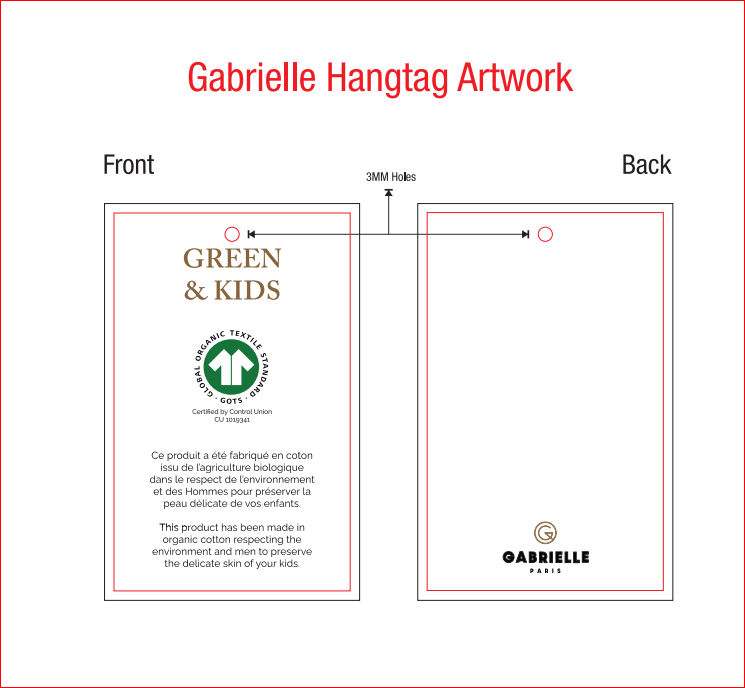 Gabrielle Hangtag Artwork
Front
Back
3MM Holes
GREEN
& KIDS
GLOBAL ORGANIC TEXTILE STANDARD · GOTS ·
Certified by Control Union
CU 1019341
Ce produit a été fabriqué en coton
issu de l'agriculture biologique
dans le respect de l'environnement
et des Hommes pour préserver la
peau délicate de vos enfants.
This product has been made in
organic cotton respecting the
environment and men to preserve
the delicate skin of your kids.
G
GABRIELLE
PARIS